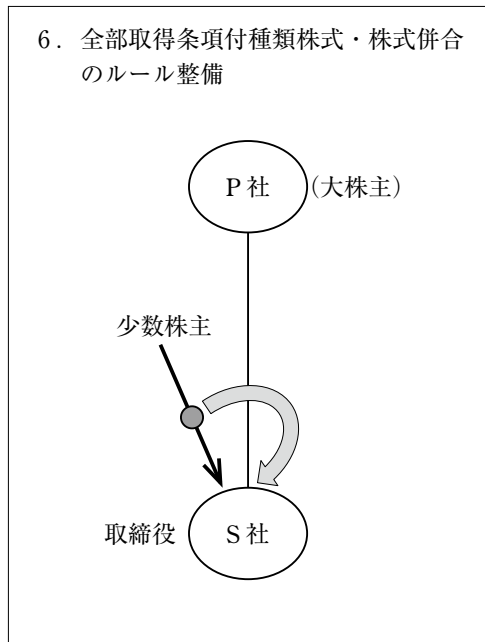 6．全部取得条項付種類株式・株式併合
のルール整備
P社
(大株主)
少数株主
取締役
S社